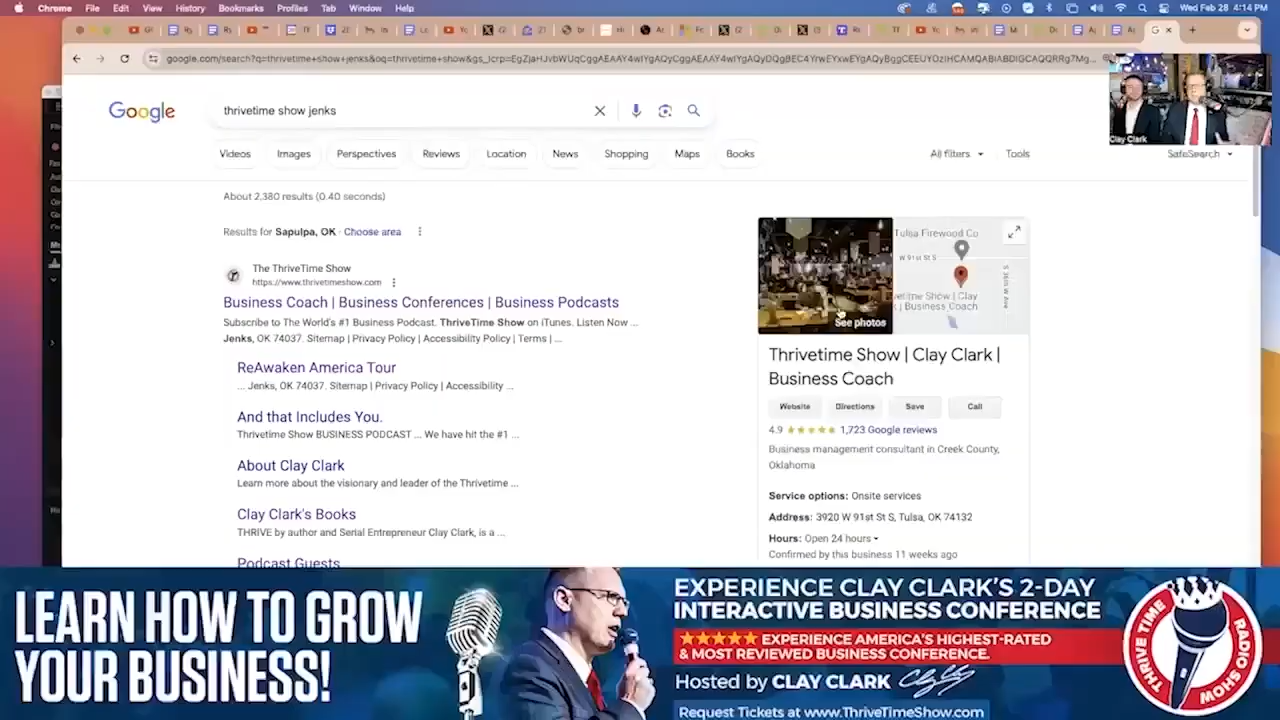 Chrome File Edit View History Bookmarks Profiles Tab Window Help
Wed Feb 28 4:14 PM
Google
thrivetime show jenks
Clay Clark
Videos Images Perspectives Reviews Location News Shopping Maps Books
All filters Tools SafeSearch
About 2,380 results (0.40 seconds)
Results for Sapulpa, OK · Choose area
The ThriveTime Show
https://www.thrivetimeshow.com
Business Coach | Business Conferences | Business Podcasts
Subscribe to The World's #1 Business Podcast. ThriveTime Show on iTunes. Listen Now ...
Jenks, OK 74037. Sitemap | Privacy Policy | Accessibility Policy | Terms | ...
ReAwaken America Tour
... Jenks, OK 74037. Sitemap | Privacy Policy | Accessibility ...
And that Includes You.
Thrivetime Show BUSINESS PODCAST ... We have hit the #1 ...
About Clay Clark
Learn more about the visionary and leader of the Thrivetime ...
Clay Clark's Books
THRIVE by author and Serial Entrepreneur Clay Clark, is a ...
Podcast Guests
See photos
Tulsa Firewood Co
W 91st St S
Show | Clay
| Business Coach
Thrivetime Show | Clay Clark |
Business Coach
Website Directions Save Call
4.9 1,723 Google reviews
Business management consultant in Creek County,
Oklahoma
Service options: Onsite services
Address: 3920 W 91st St S, Tulsa, OK 74132
Hours: Open 24 hours
Confirmed by this business 11 weeks ago
LEARN HOW TO GROW
YOUR BUSINESS!
EXPERIENCE CLAY CLARK'S 2-DAY
INTERACTIVE BUSINESS CONFERENCE
EXPERIENCE AMERICA'S HIGHEST-RATED
& MOST REVIEWED BUSINESS CONFERENCE.
Hosted by CLAY CLARK
Request Tickets at www.ThriveTimeShow.com
THRIVE TIME
RADIO SHOW